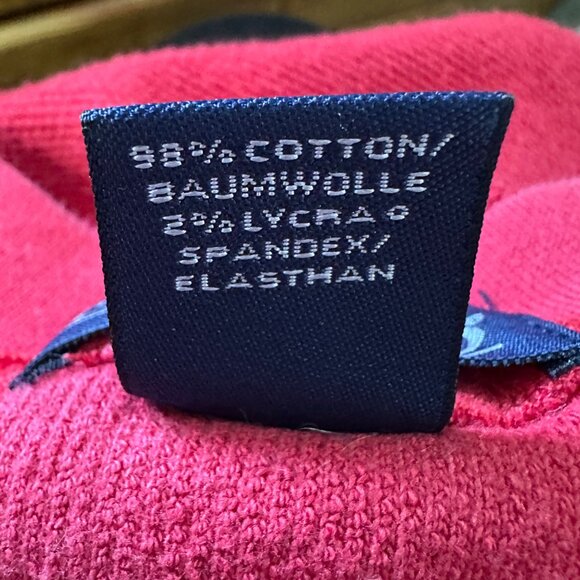 98% COTTON/
BAUMWOLLE
2% LYCRA®
SPANDEX/
ELASTHAN